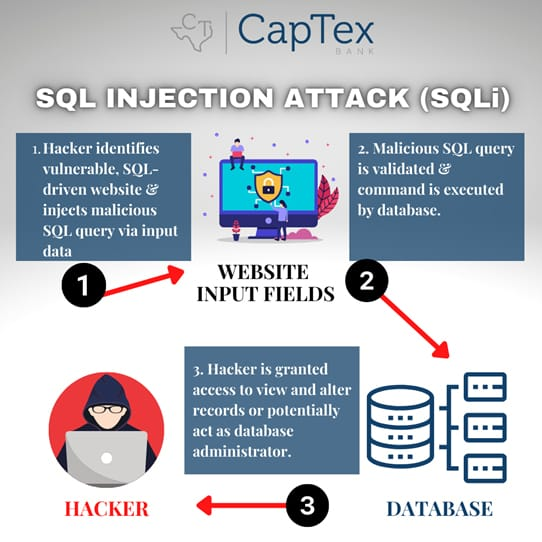 CT
CapTex
BANK
SQL INJECTION ATTACK (SQLi)
1. Hacker identifies
vulnerable, SQL-
driven website &
injects malicious
SQL query via input
data
2. Malicious SQL query
is validated &
command is executed
by database.
1
WEBSITE
INPUT FIELDS
2
3. Hacker is granted
access to view and alter
records or potentially
act as database
administrator.
HACKER
3
DATABASE